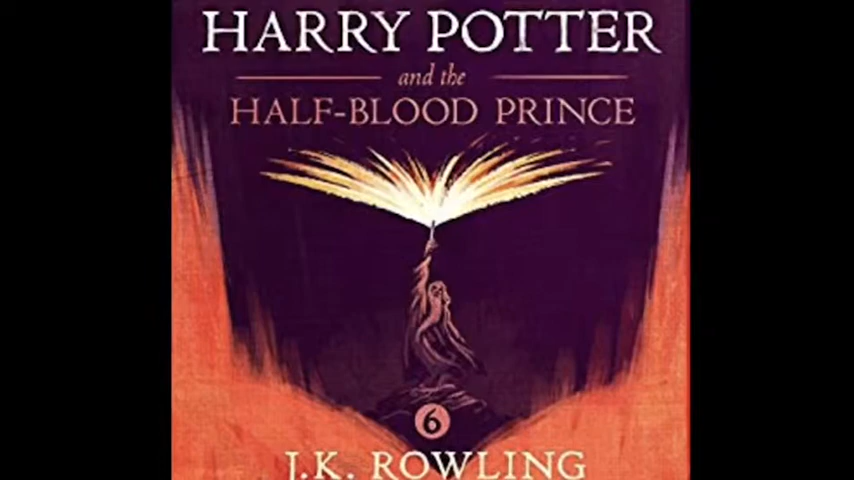 HARRY POTTER
and the
HALF-BLOOD PRINCE
6
J.K. ROWLING